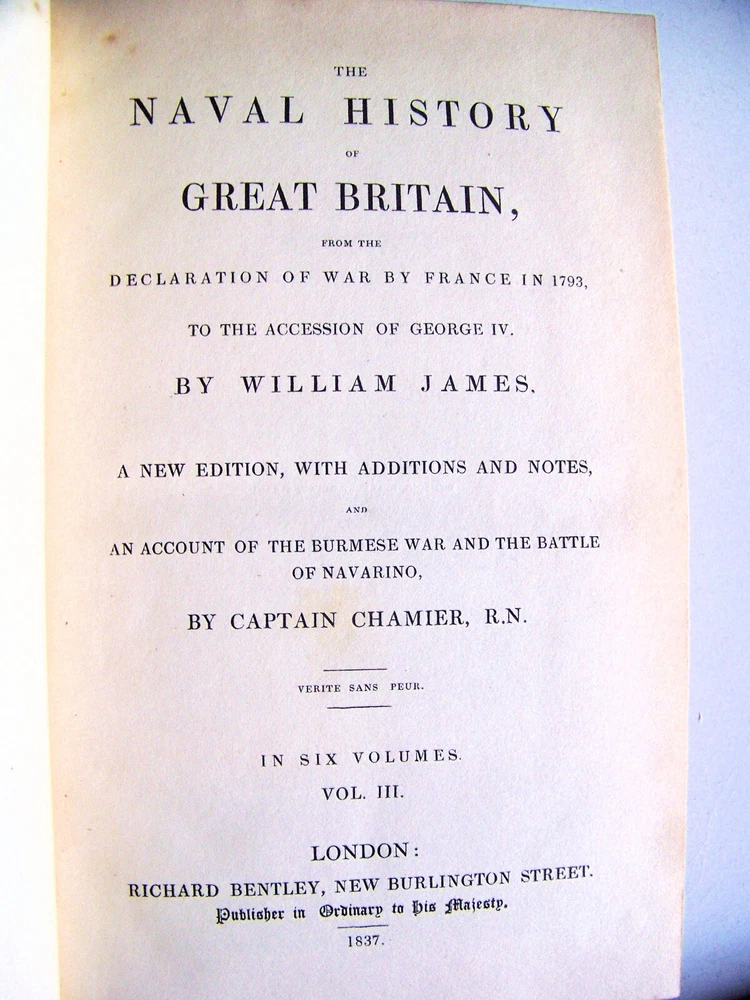 THE
NAVAL HISTORY
OF
GREAT BRITAIN,
FROM THE
DECLARATION OF WAR BY FRANCE IN 1793,
TO THE ACCESSION OF GEORGE IV.
BY WILLIAM JAMES.
A NEW EDITION, WITH ADDITIONS AND NOTES,
AND
AN ACCOUNT OF THE BURMESE WAR AND THE BATTLE
OF NAVARINO,
BY CAPTAIN CHAMIER, R.N.
VERITE SANS PEUR.
IN SIX VOLUMES.
VOL. III.
LONDON:
RICHARD BENTLEY, NEW BURLINGTON STREET.
Publisher in Ordinary to His Majesty.
1837.